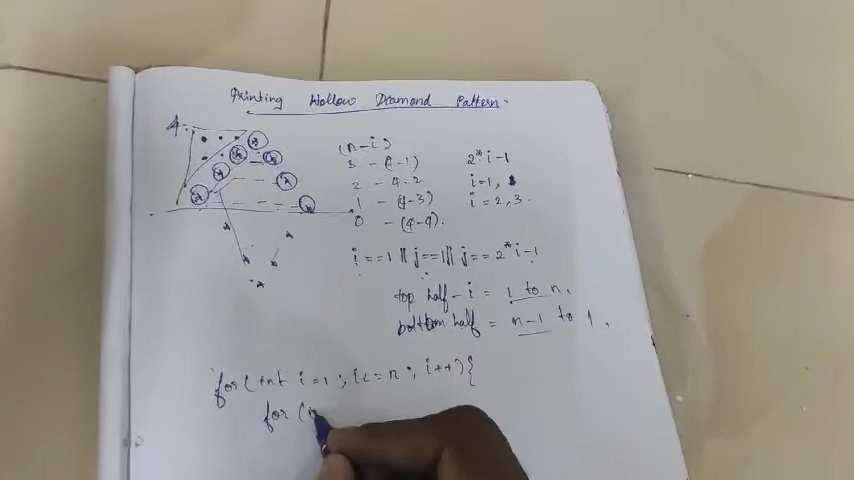 Printing Hollow Diamond Pattern.
4.
(n-i)
3 - (4-1)
2 - 4-2
1 - (4-3)
0 - (4-4).
2*i-1
i=1,
i=2,3.
i==1||j==1||j==2*i-1
top half-i = 1 to n.
bottom half = n-1 to 1.
for(int i=1; i<=n; i++){
for(